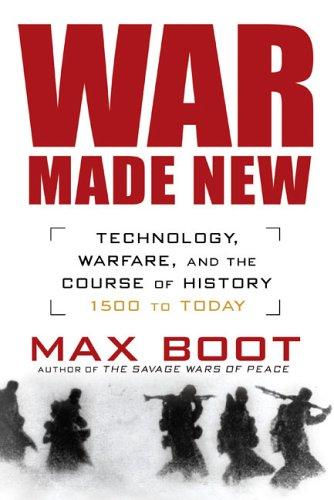 WAR
MADE NEW
TECHNOLOGY,
WARFARE, AND THE
COURSE OF HISTORY
1500 TO TODAY
MAX BOOT
AUTHOR OF THE SAVAGE WARS OF PEACE